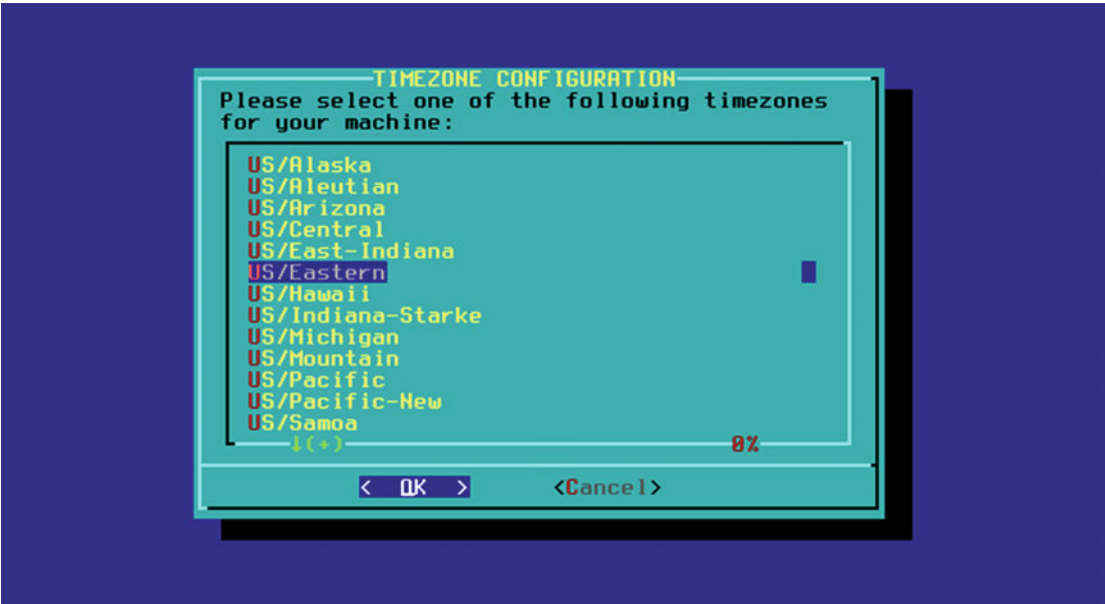 TIMEZONE CONFIGURATION
Please select one of the following timezones
for your machine:
US/Alaska
US/Aleutian
US/Arizona
US/Central
US/East-Indiana
US/Eastern
US/Hawaii
US/Indiana-Starke
US/Michigan
US/Mountain
US/Pacific
US/Pacific-New
US/Samoa
↓(+) 0%
< OK > <Cancel>